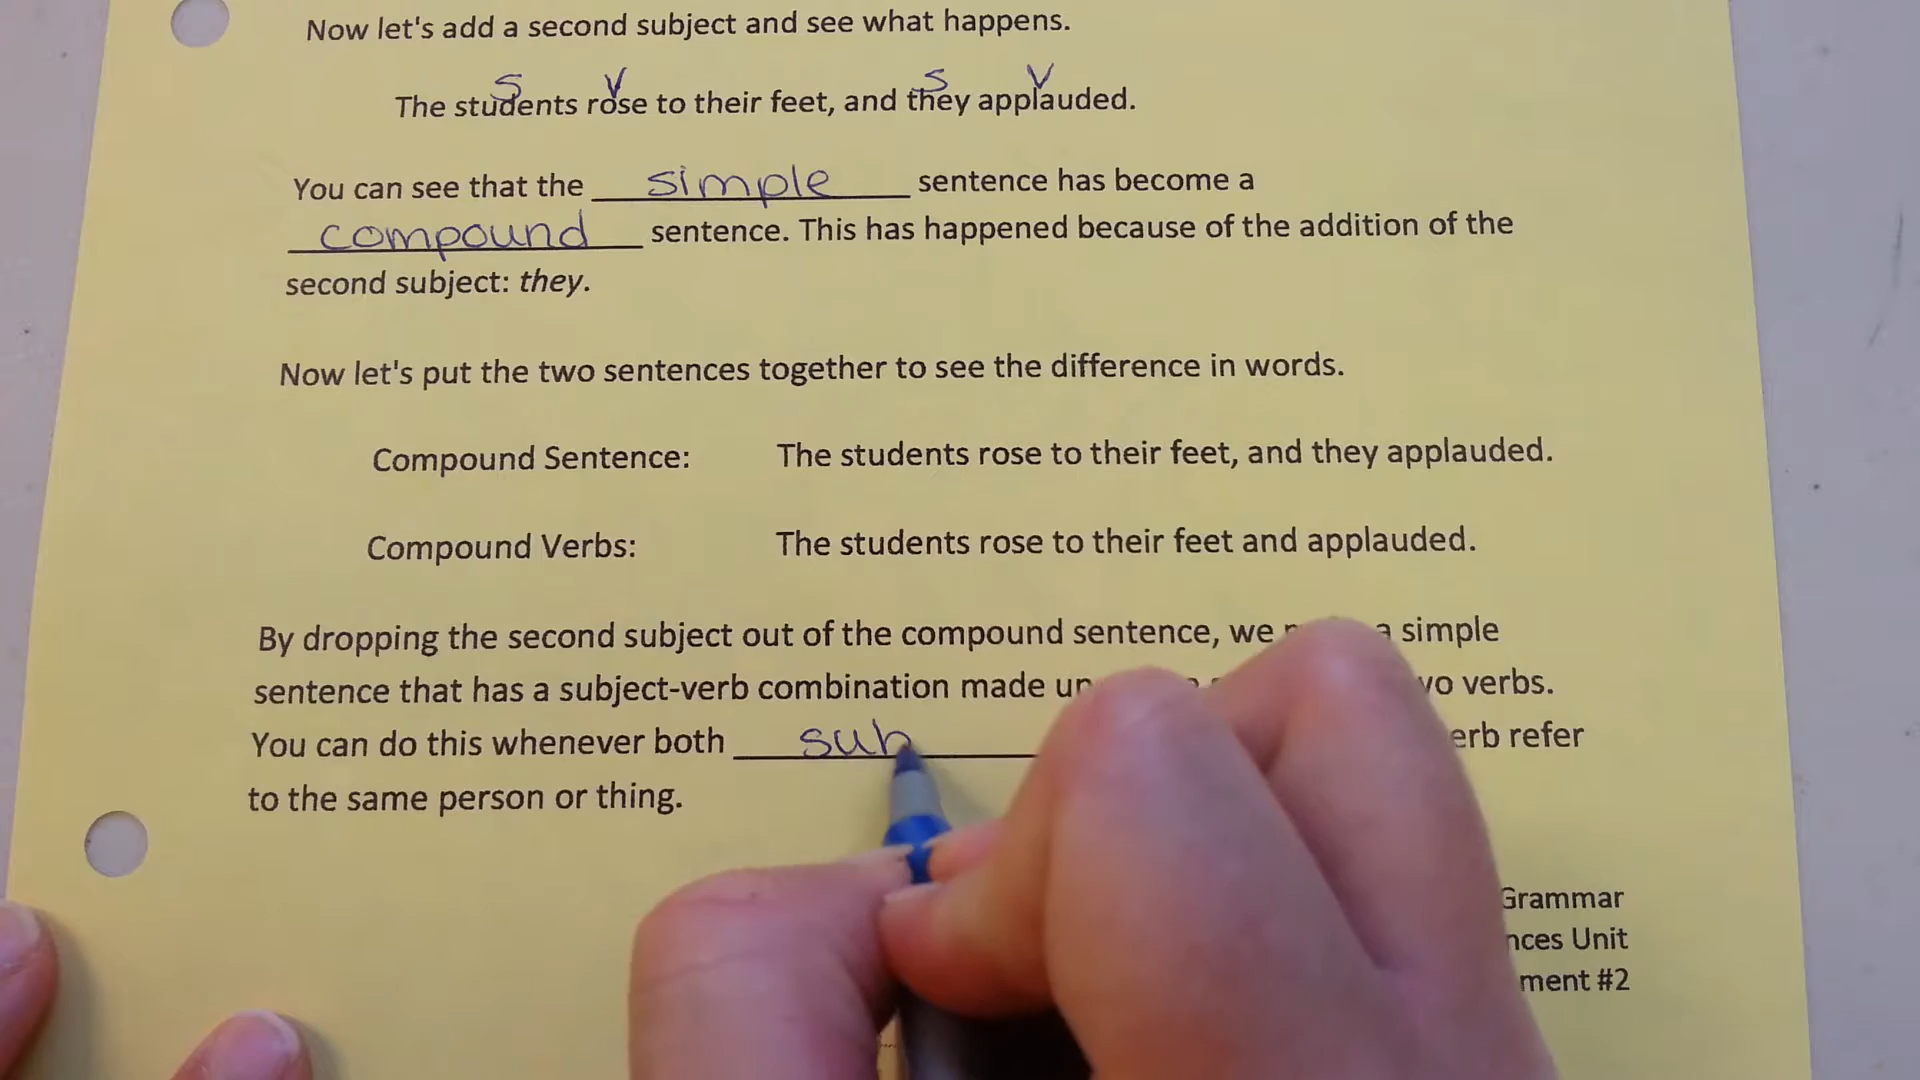 Now let's add a second subject and see what happens.
S V S V
The students rose to their feet, and they applauded.
You can see that the simple sentence has become a
compound sentence. This has happened because of the addition of the
second subject: they.
Now let's put the two sentences together to see the difference in words.
Compound Sentence: The students rose to their feet, and they applauded.
Compound Verbs: The students rose to their feet and applauded.
By dropping the second subject out of the compound sentence, we a simple
sentence that has a subject-verb combination made verbs.
You can do this whenever both sub refer
to the same person or thing.
Grammar
Unit
#2